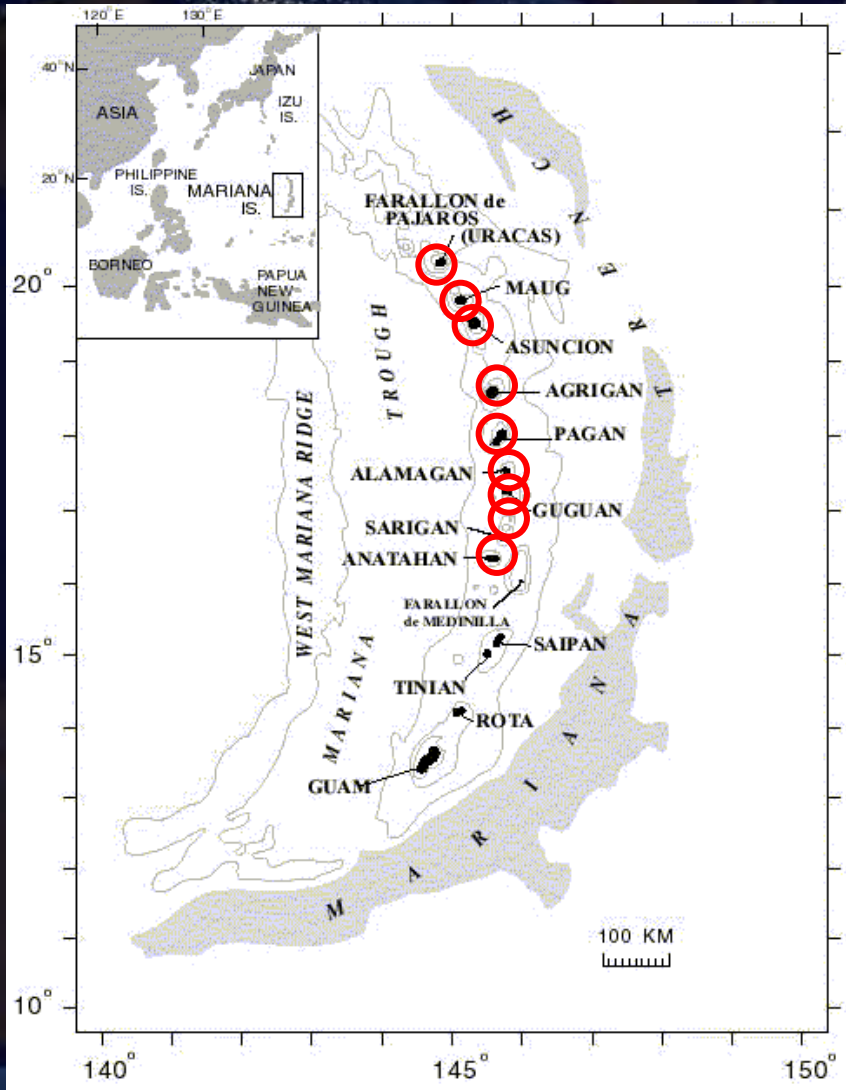 120°E
130°E
40°N
JAPAN
ASIA
IZU
IS.
20°N
PHILIPPINE
IS.
MARIANA
IS.
BORNEO
PAPUA
NEW
GUINEA
FARALLON de
PAJAROS
(URACAS)
MAUG
ASUNCION
AGRIGAN
PAGAN
ALAMAGAN
GUGUAN
SARIGAN
ANATAHAN
FARALLON
de MEDINILLA
SAIPAN
TINIAN
ROTA
GUAM
WEST MARIANA RIDGE
MARIANA
TROUGH
MARIANA
TRENCH
20°
15°
10°
100 KM
140°
145°
150°